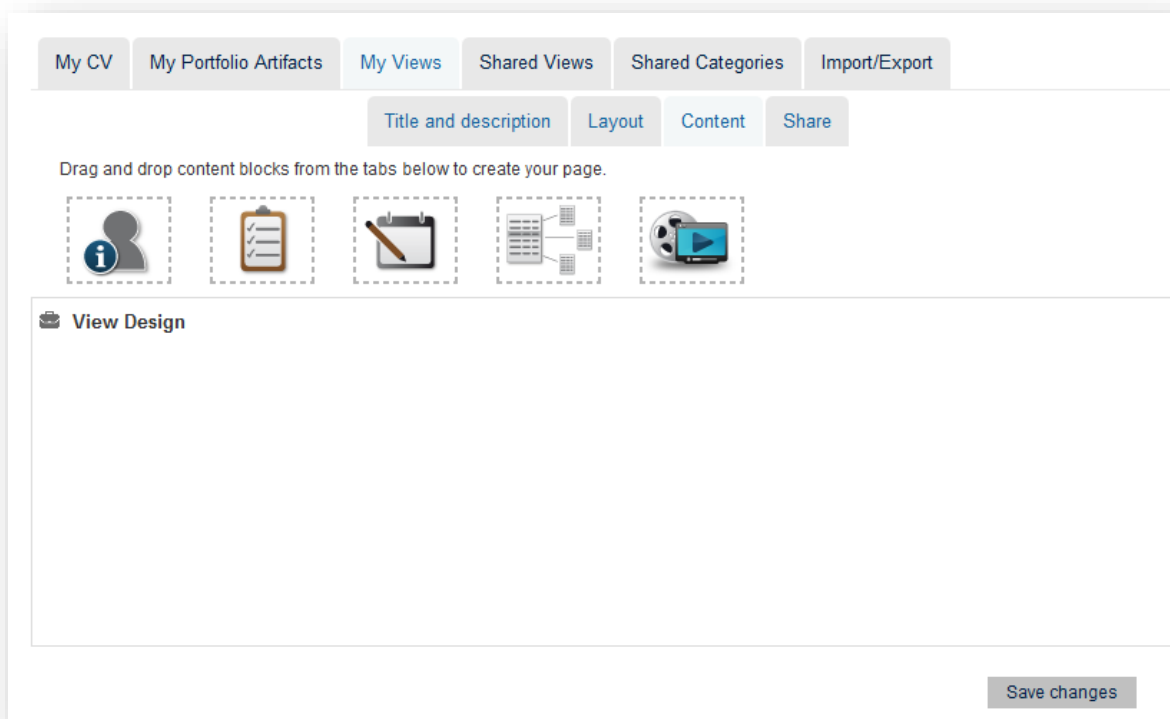 My CV My Portfolio Artifacts My Views Shared Views Shared Categories Import/Export
Title and description Layout Content Share
Drag and drop content blocks from the tabs below to create your page.
View Design
Save changes